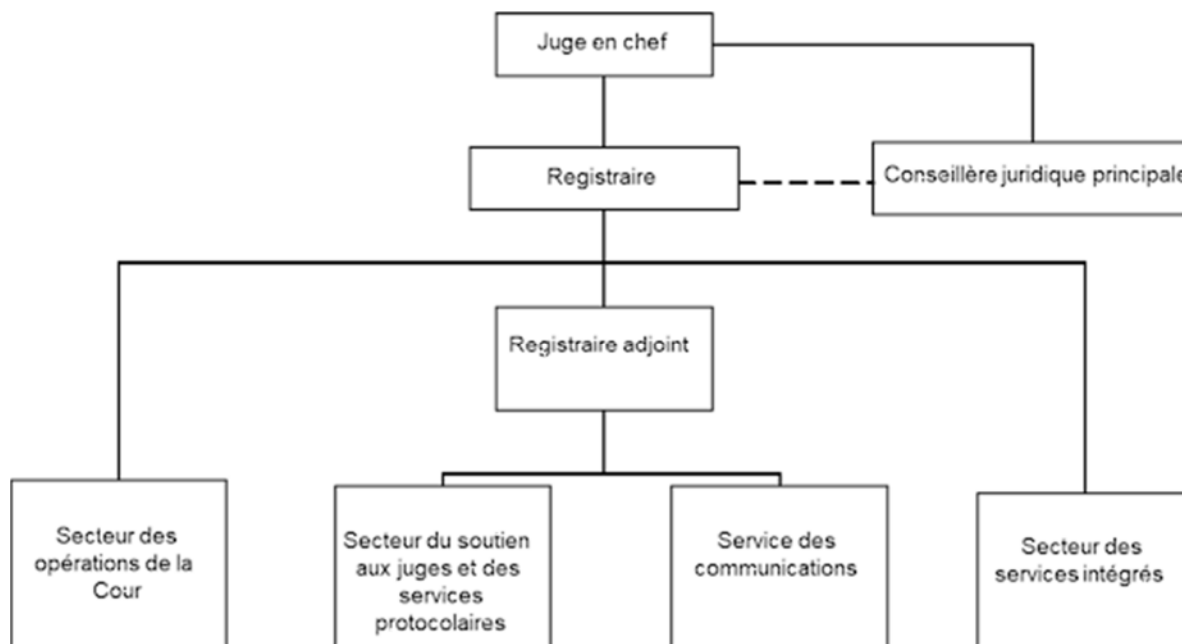 Juge en chef
Registraire
Conseillère juridique principale
Registraire adjoint
Secteur des
opérations de la
Cour
Secteur du soutien
aux juges et des
services
protocolaires
Service des
communications
Secteur des
services intégrés